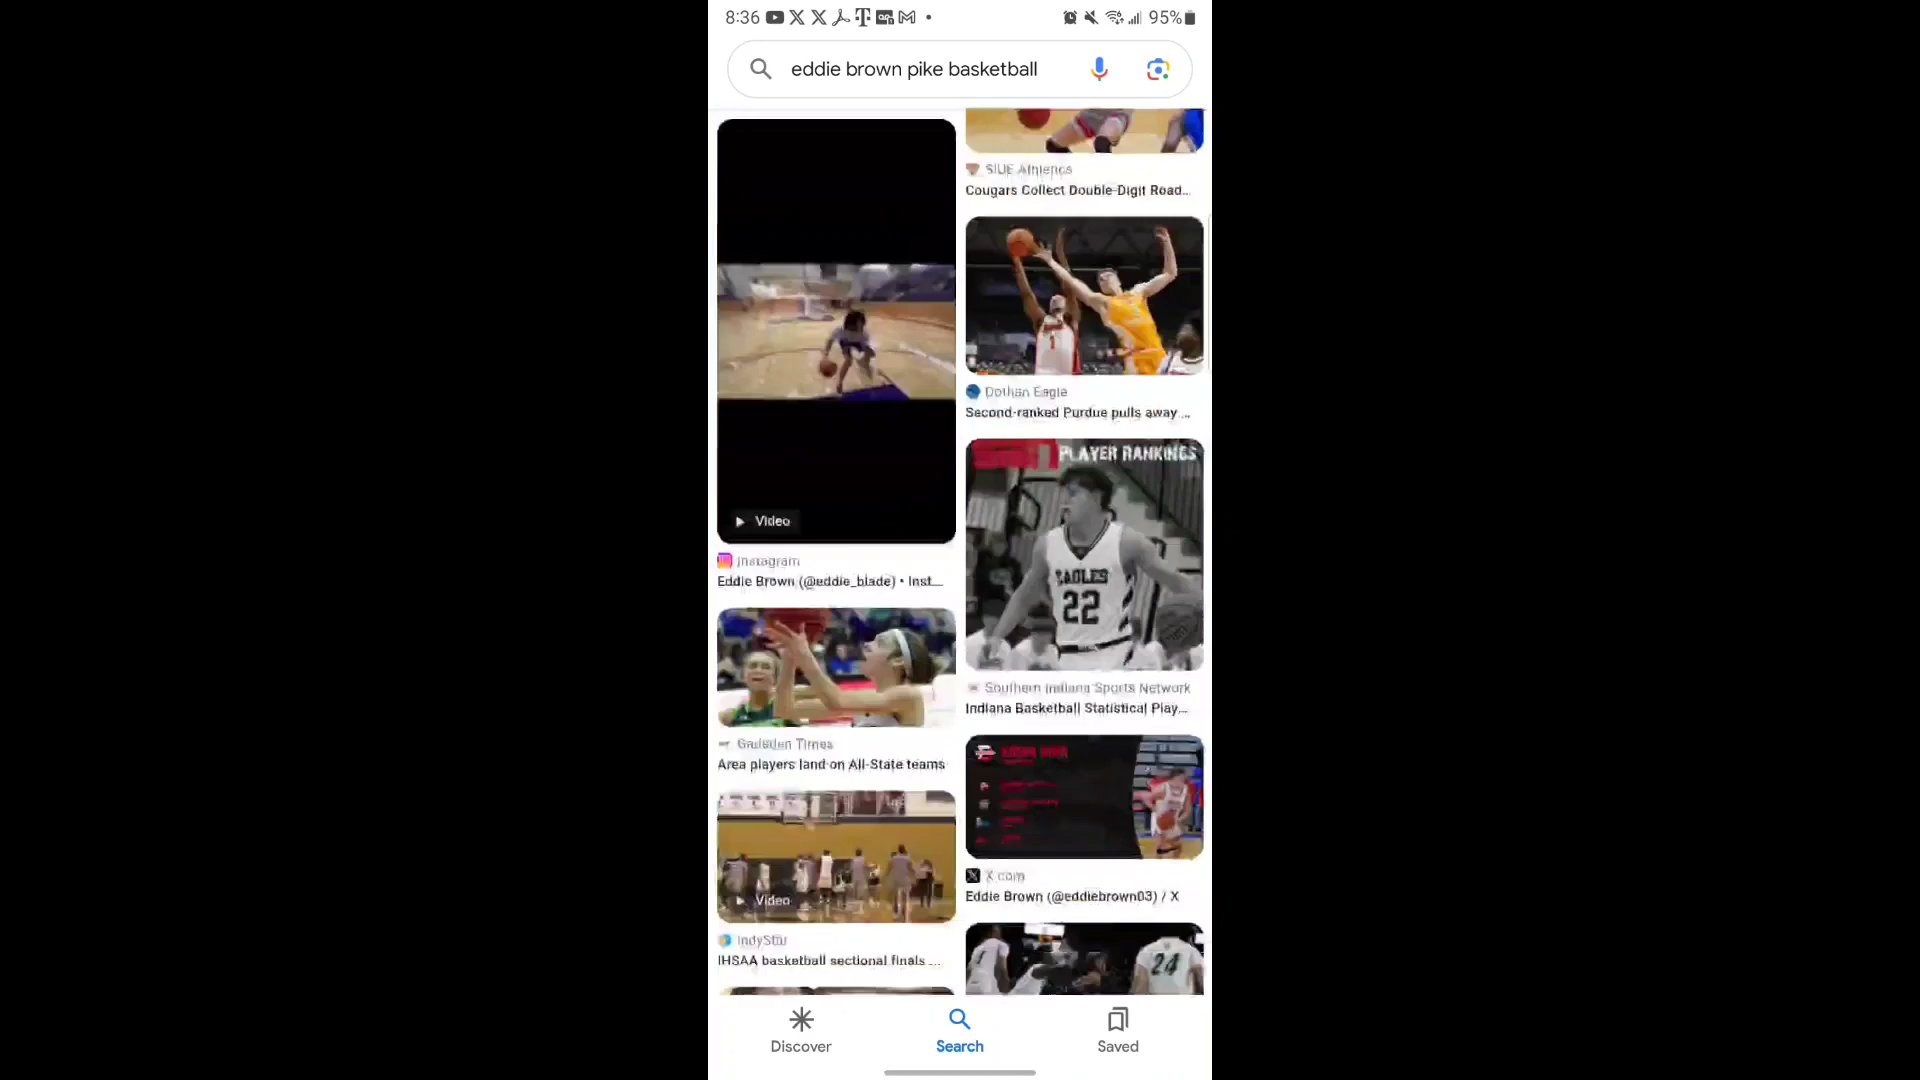 8:36
95%
eddie brown pike basketball
SIUE Athletics
Cougars Collect Double-Digit Road...
Dothan Eagle
Second-ranked Purdue pulls away ...
PLAYER RANKINGS
EAGLES
22
Video
Instagram
Eddie Brown (@eddie_blade) • Inst...
Southern Indiana Sports Network
Indiana Basketball Statistical Play...
Gadsden Times
Area players land on All-State teams
Video
X.com
Eddie Brown (@eddiebrown03) / X
IndyStar
IHSAA basketball sectional finals ...
1
24
Discover
Search
Saved